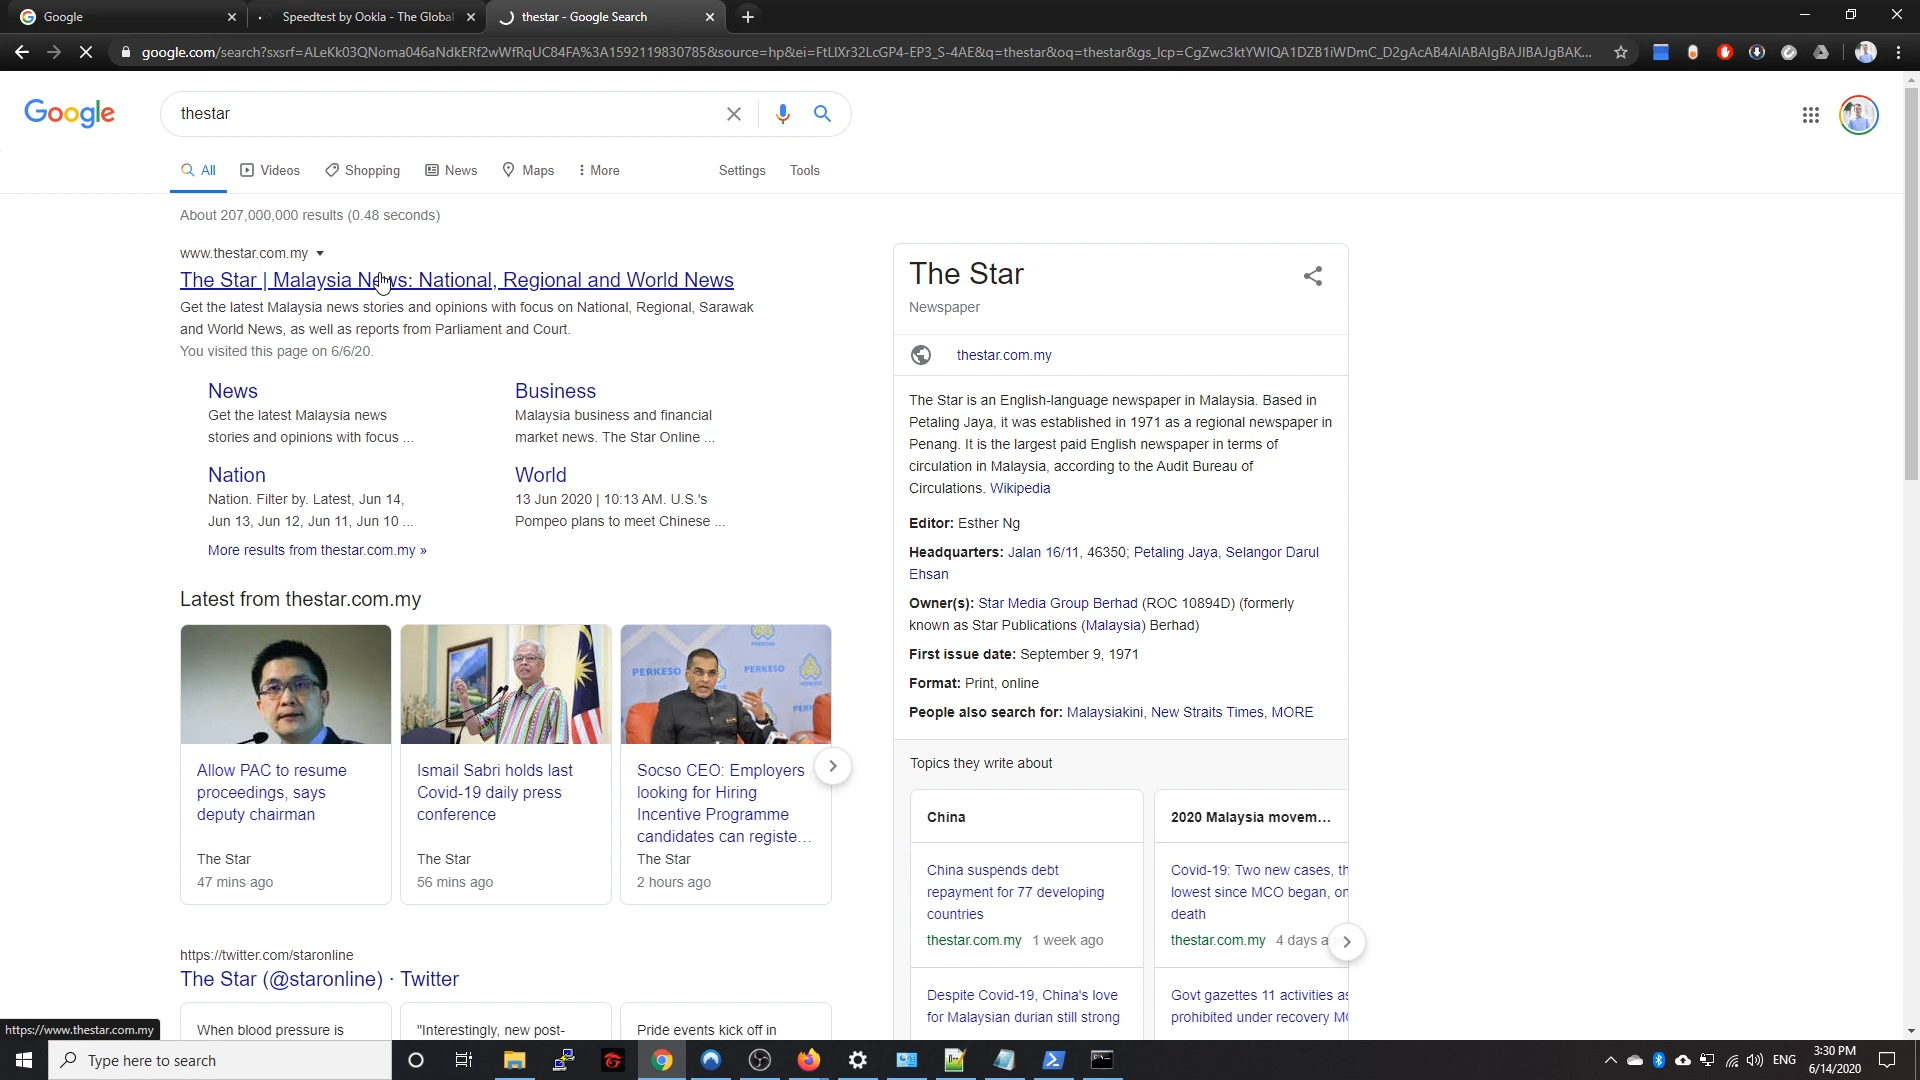 Google
Speedtest by Ookla - The Global
thestar - Google Search
google.com/search?sxsrf=ALeKk03QNoma046aNdkERf2wWfRqUC84FA%3A1592119830785&source=hp&ei=FtLIXr32LcGP4-EP3_S-4AE&q=thestar&oq=thestar&gs_lcp=CgZwc3ktYWIQA1DZB1iWDmC_D2gAcAB4AIABAIgBAJIBAJgBAK...
Google
thestar
All
Videos
Shopping
News
Maps
More
Settings
Tools
About 207,000,000 results (0.48 seconds)
www.thestar.com.my
The Star | Malaysia News: National, Regional and World News
Get the latest Malaysia news stories and opinions with focus on National, Regional, Sarawak
and World News, as well as reports from Parliament and Court.
You visited this page on 6/6/20.
News
Get the latest Malaysia news
stories and opinions with focus ...
Business
Malaysia business and financial
market news. The Star Online ...
Nation
Nation. Filter by. Latest, Jun 14,
Jun 13, Jun 12, Jun 11, Jun 10 ...
World
13 Jun 2020 | 10:13 AM. U.S.'s
Pompeo plans to meet Chinese ...
More results from thestar.com.my »
Latest from thestar.com.my
PERKESO
PERKESO
Allow PAC to resume
proceedings, says
deputy chairman
The Star
47 mins ago
Ismail Sabri holds last
Covid-19 daily press
conference
The Star
56 mins ago
Socso CEO: Employers
looking for Hiring
Incentive Programme
candidates can registe...
The Star
2 hours ago
https://twitter.com/staronline
The Star (@staronline) · Twitter
When blood pressure is
"Interestingly, new post-
Pride events kick off in
The Star
Newspaper
thestar.com.my
The Star is an English-language newspaper in Malaysia. Based in
Petaling Jaya, it was established in 1971 as a regional newspaper in
Penang. It is the largest paid English newspaper in terms of
circulation in Malaysia, according to the Audit Bureau of
Circulations. Wikipedia
Editor: Esther Ng
Headquarters: Jalan 16/11, 46350; Petaling Jaya, Selangor Darul
Ehsan
Owner(s): Star Media Group Berhad (ROC 10894D) (formerly
known as Star Publications (Malaysia) Berhad)
First issue date: September 9, 1971
Format: Print, online
People also search for: Malaysiakini, New Straits Times, MORE
Topics they write about
China
China suspends debt
repayment for 77 developing
countries
thestar.com.my 1 week ago
Despite Covid-19, China's love
for Malaysian durian still strong
2020 Malaysia movem...
Covid-19: Two new cases, th
lowest since MCO began, on
death
thestar.com.my 4 days a
Govt gazettes 11 activities as
prohibited under recovery M
https://www.thestar.com.my
Type here to search
ENG
3:30 PM
6/14/2020